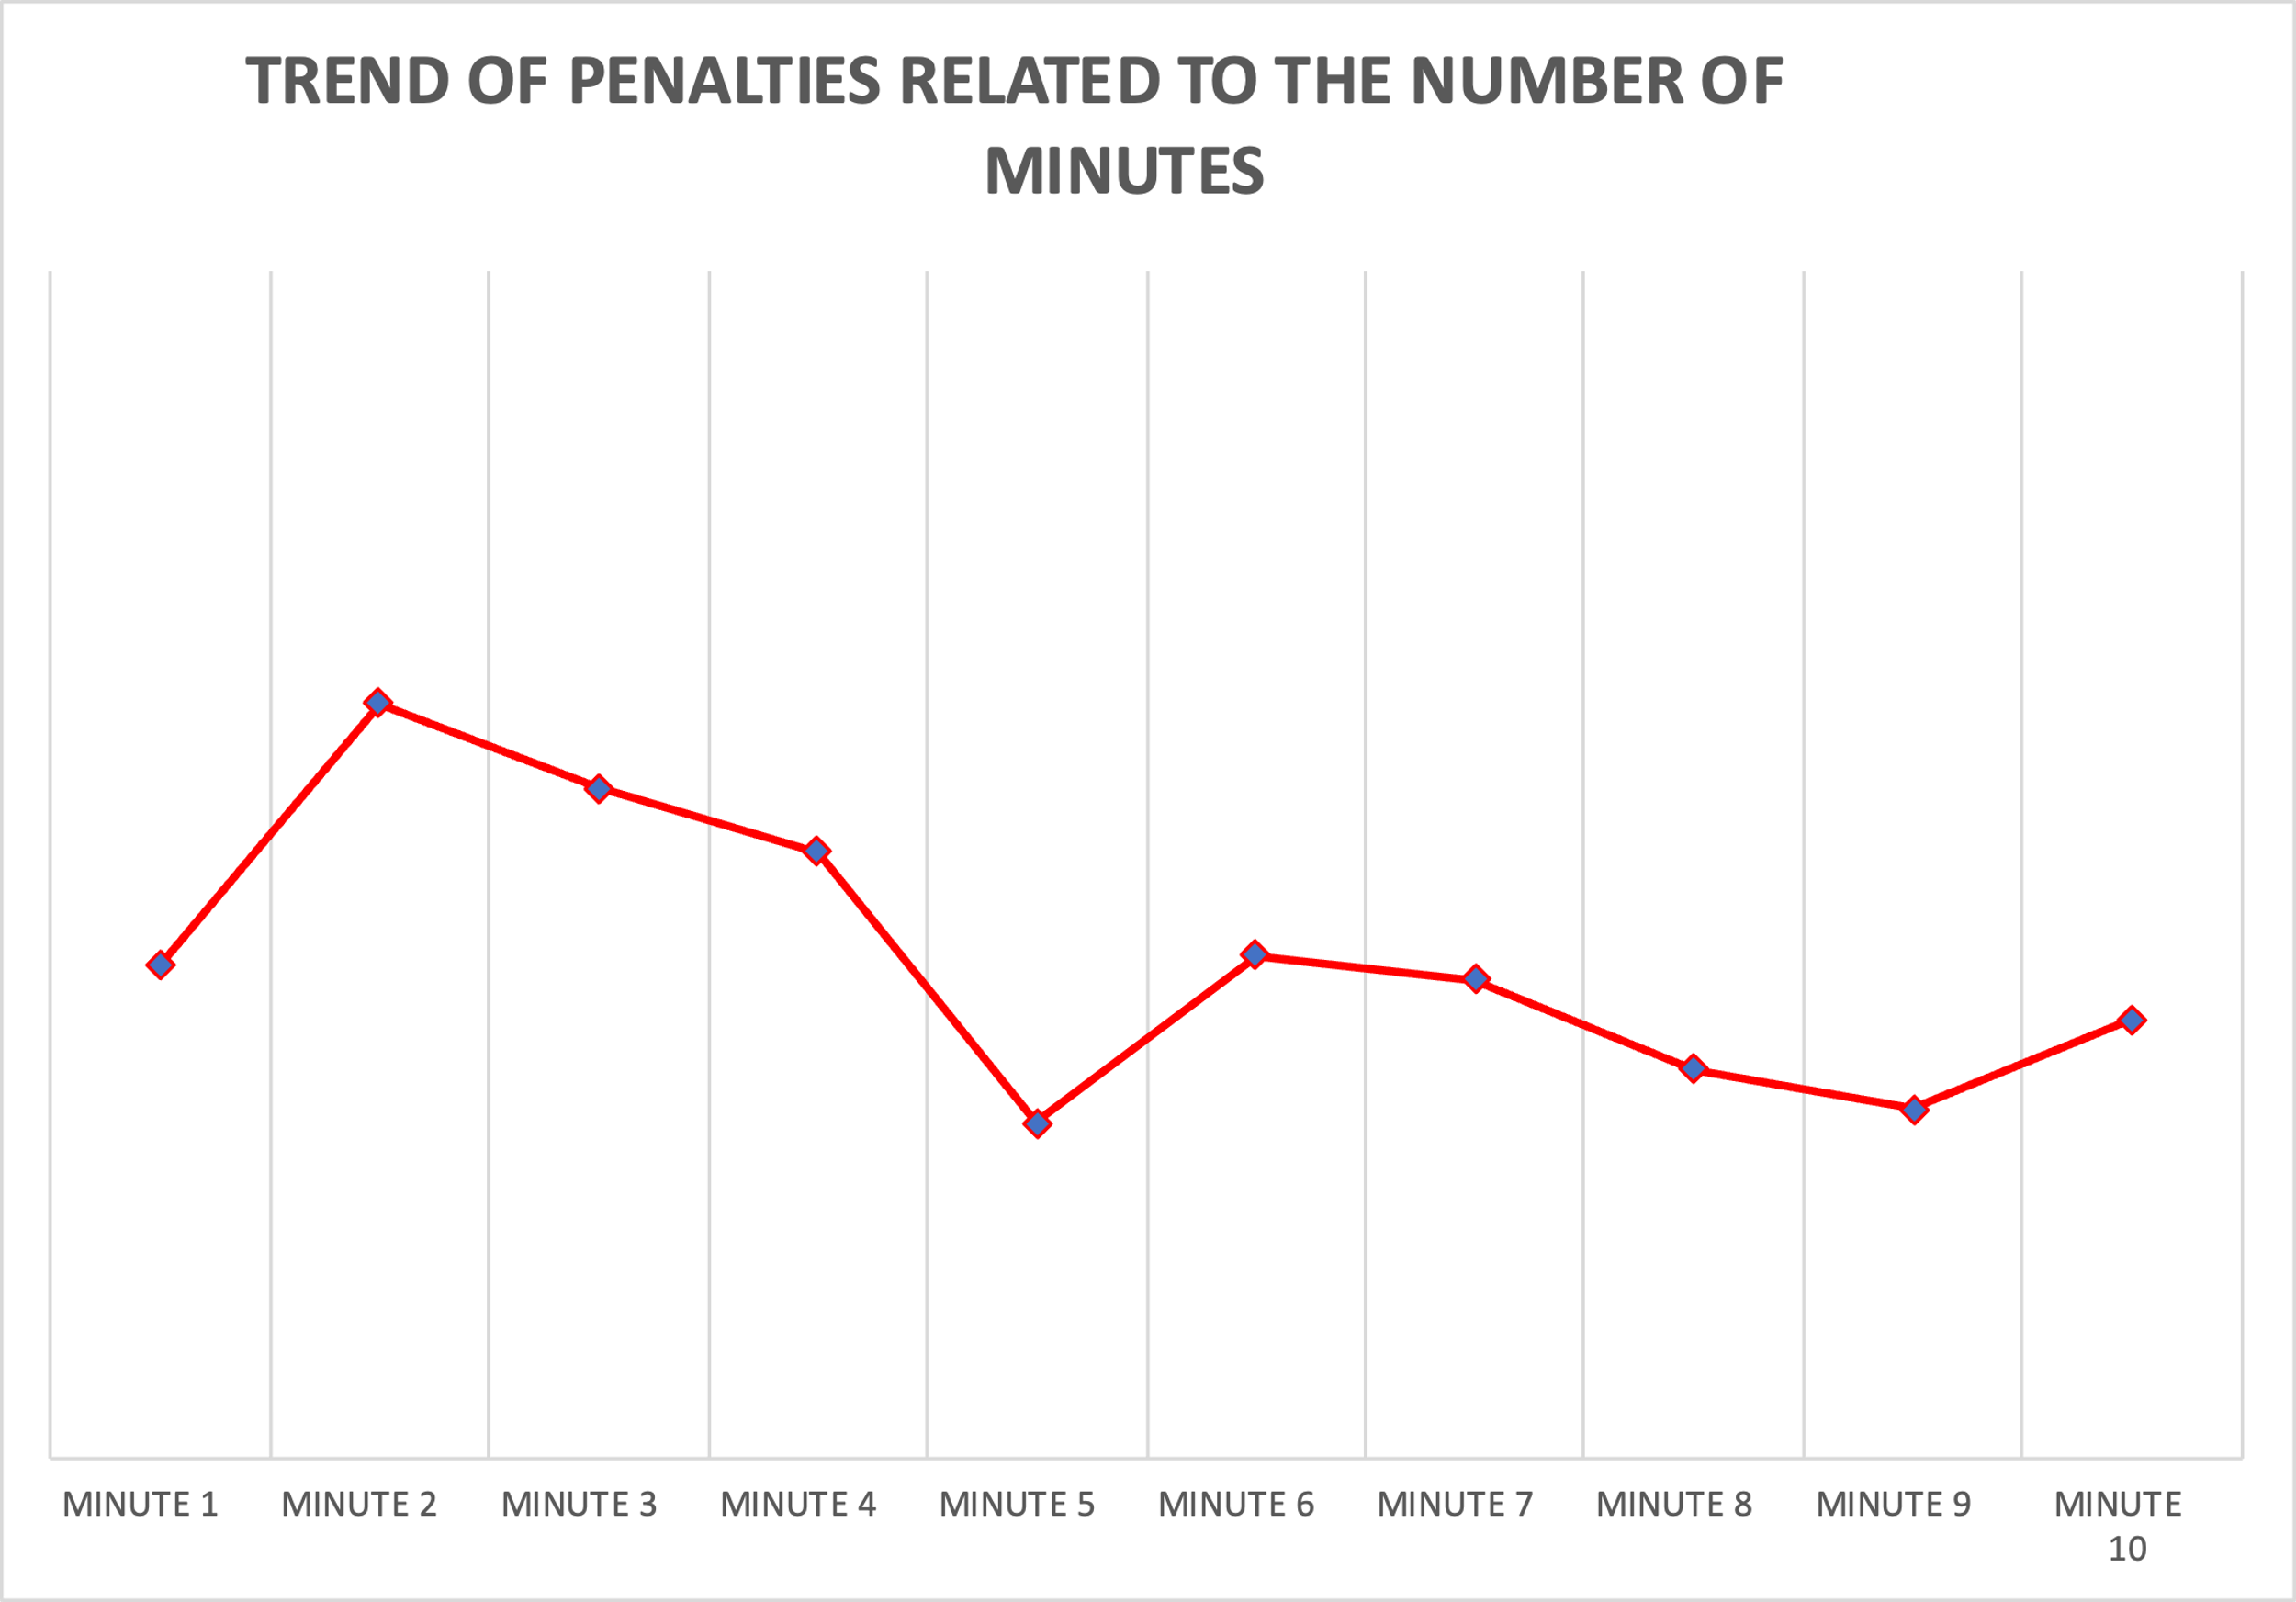 TREND OF PENALTIES RELATED TO THE NUMBER OF
MINUTES
MINUTE 1
MINUTE 2
MINUTE 3
MINUTE 4
MINUTE 5
MINUTE 6
MINUTE 7
MINUTE 8
MINUTE 9
MINUTE
10